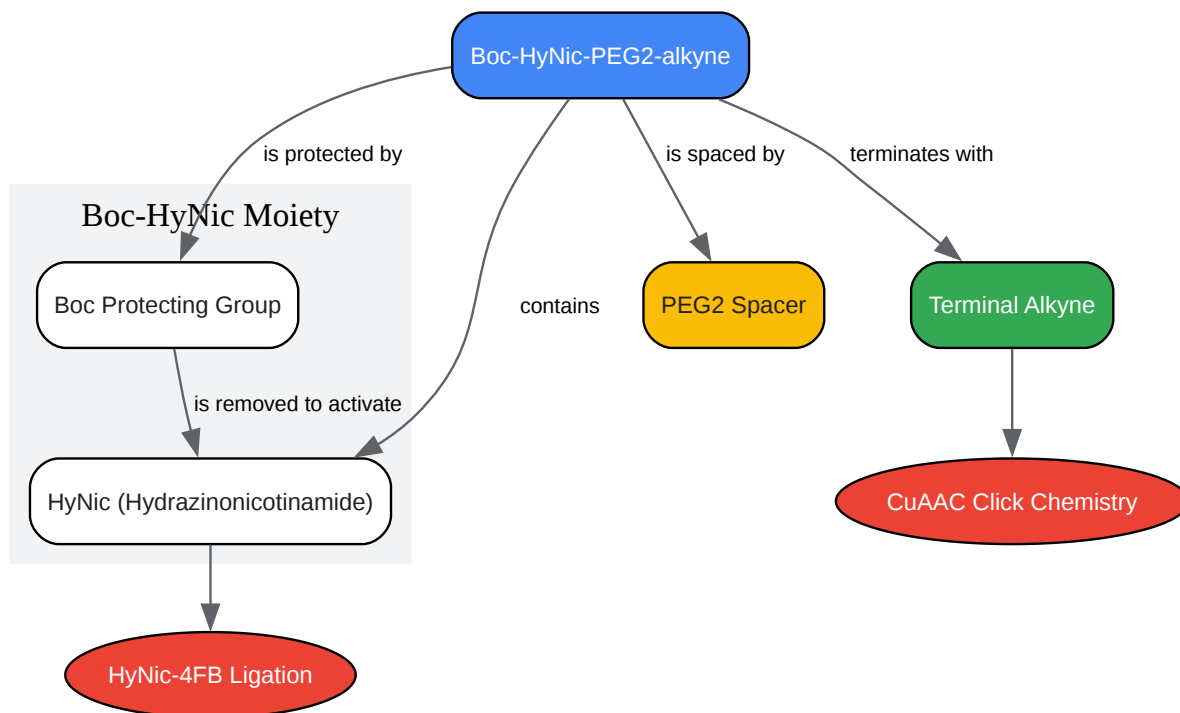 Boc-HyNic-PEG2-alkyne
is protected by
is spaced by
terminates with
Boc-HyNic Moiety
Boc Protecting Group
contains
PEG2 Spacer
Terminal Alkyne
is removed to activate
HyNic (Hydrazinonicotinamide)
CuAAC Click Chemistry
HyNic-4FB Ligation